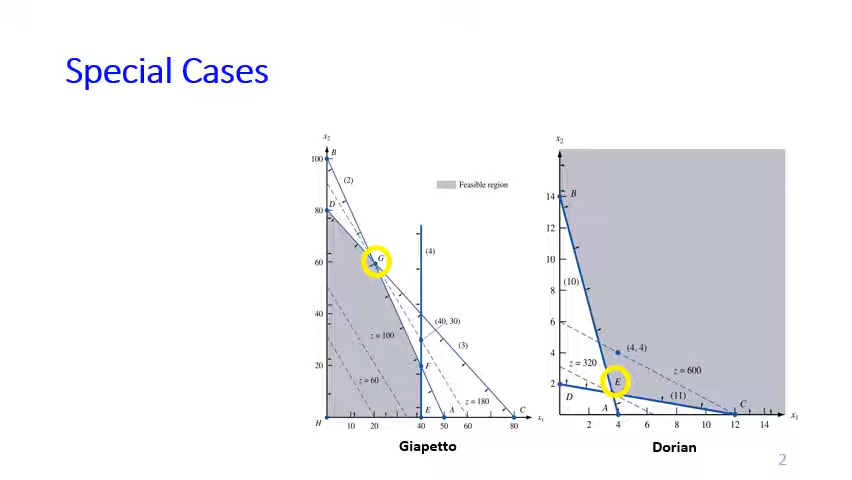 Special Cases
x2
100
B
(2)
80
D
Feasible region
60
G
(4)
40
(40, 30)
z = 100
(3)
20
F
z = 60
z = 180
H
10
20
40
E
50
A
60
80
C
x1
Giapetto
x2
14
B
12
10
(10)
8
6
4
(4, 4)
z = 320
z = 600
2
E
D
(11)
A
C
2
4
6
8
10
12
14
x1
Dorian
2